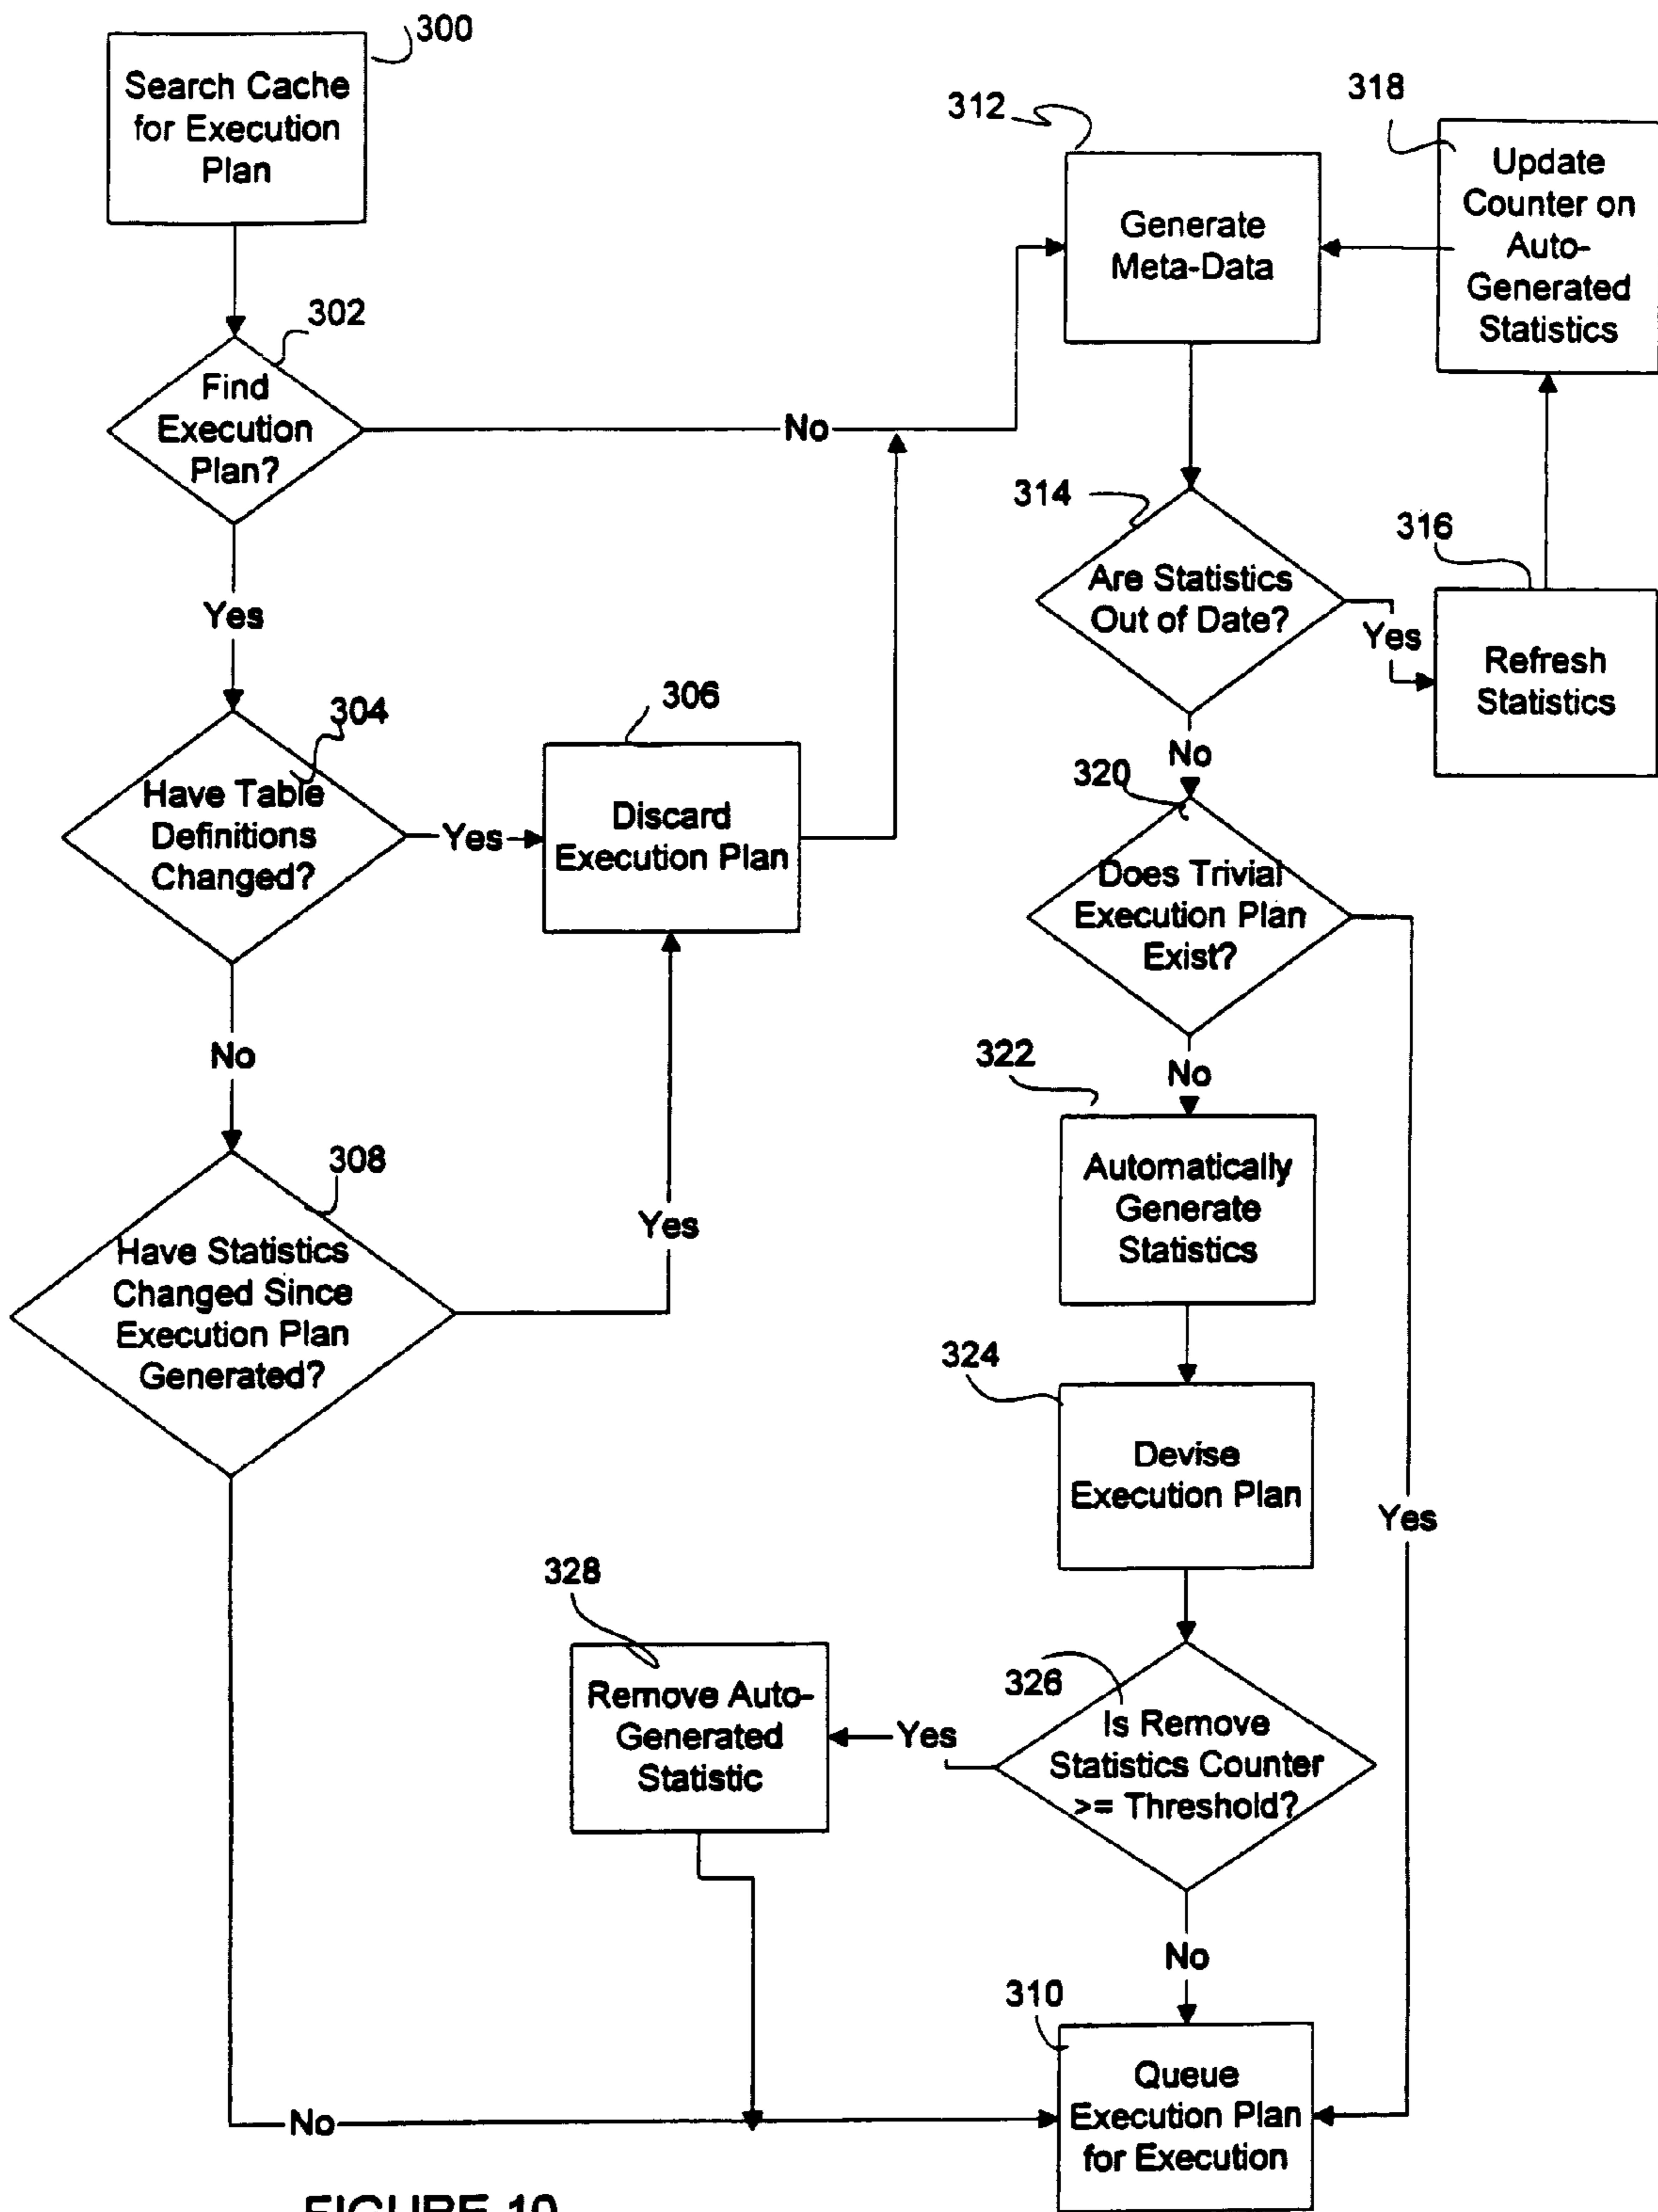 300
Search Cache
for Execution
Plan
302
Find
Execution
Plan?
No
Yes
304
Have Table
Definitions
Changed?
Yes
306
Discard
Execution Plan
No
308
Have Statistics
Changed Since
Execution Plan
Generated?
Yes
No
312
Generate
Meta-Data
318
Update
Counter on
Auto-
Generated
Statistics
314
Are Statistics
Out of Date?
Yes
316
Refresh
Statistics
No
320
Does Trivial
Execution Plan
Exist?
Yes
No
322
Automatically
Generate
Statistics
324
Devise
Execution Plan
326
Is Remove
Statistics Counter
>= Threshold?
Yes
328
Remove Auto-
Generated
Statistic
No
310
Queue
Execution Plan
for Execution
FIGURE 10